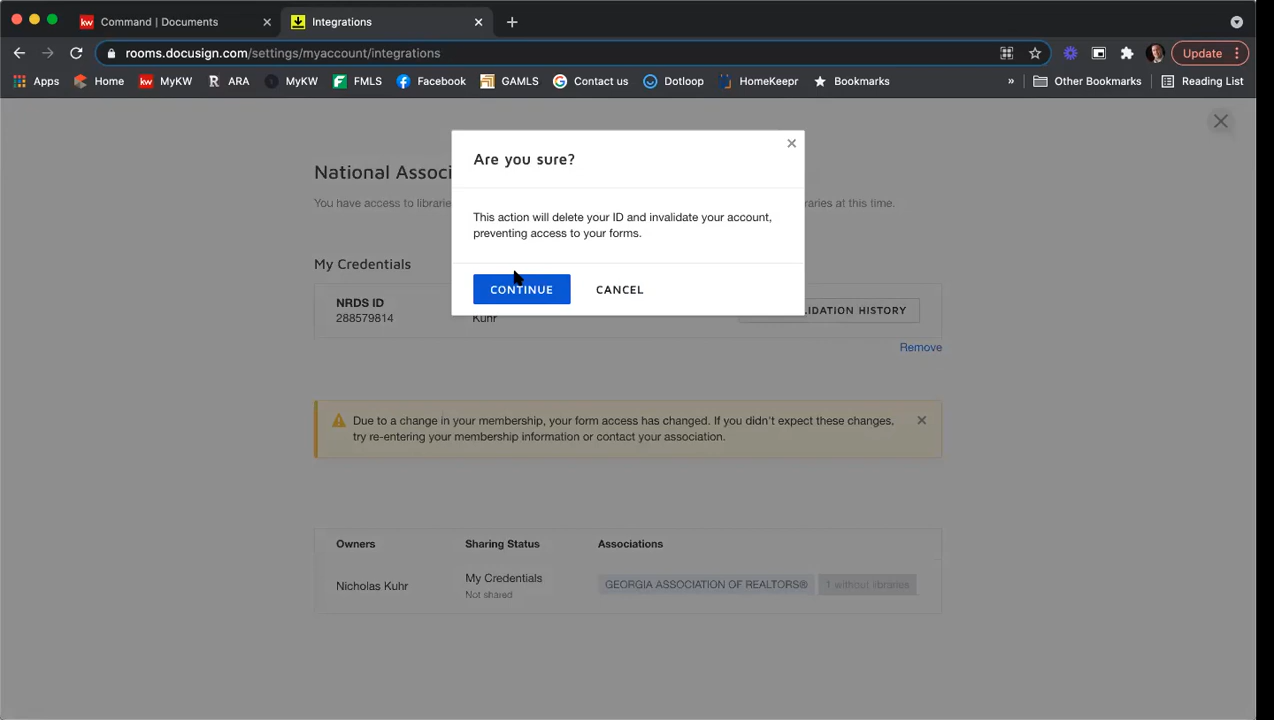 kw Command | Documents
Integrations
rooms.docusign.com/settings/myaccount/integrations
Update
Apps
Home
kw MyKW
R ARA
MyKW
FMLS
Facebook
GAMLS
Contact us
Dotloop
HomeKeepr
Bookmarks
»
Other Bookmarks
Reading List
Are you sure?
This action will delete your ID and invalidate your account,
preventing access to your forms.
CONTINUE
CANCEL
National Associ
You have access to librarie
raries at this time.
My Credentials
NRDS ID
288579814
Kuhr
IDATION HISTORY
Remove
Due to a change in your membership, your form access has changed. If you didn't expect these changes,
try re-entering your membership information or contact your association.
Owners
Sharing Status
Associations
Nicholas Kuhr
My Credentials
Not shared
GEORGIA ASSOCIATION OF REALTORS®
1 without libraries